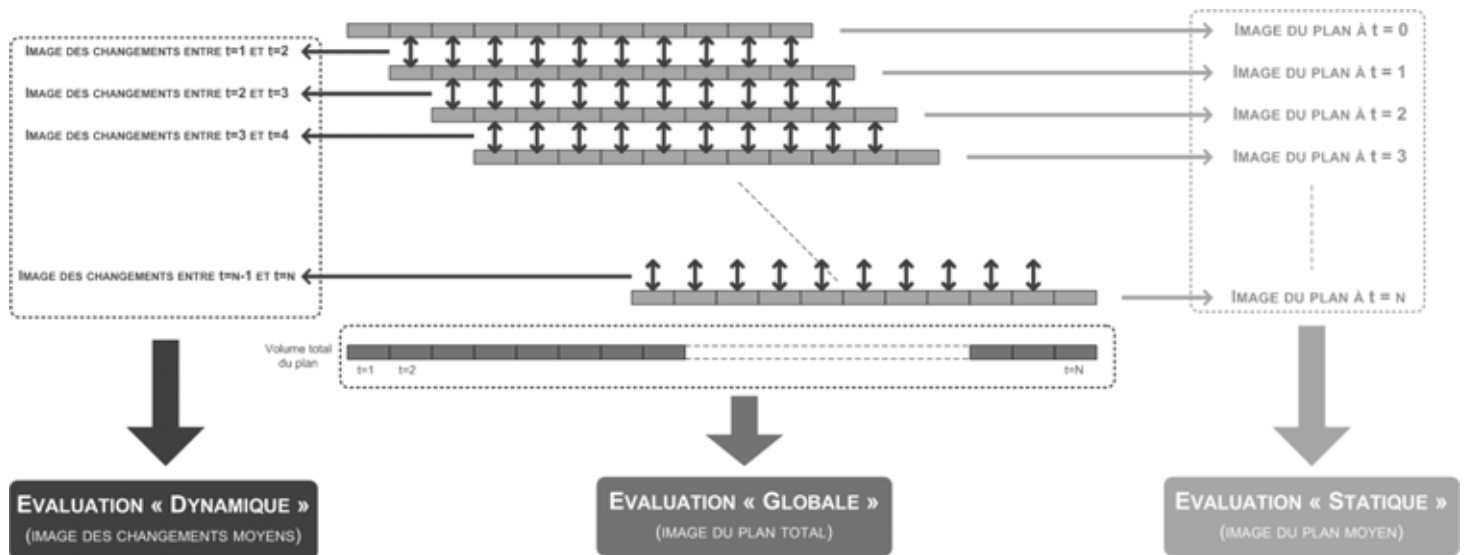 IMAGE DES CHANGEMENTS ENTRE t=1 ET t=2
IMAGE DES CHANGEMENTS ENTRE t=2 ET t=3
IMAGE DES CHANGEMENTS ENTRE t=3 ET t=4
IMAGE DES CHANGEMENTS ENTRE t=N-1 ET t=N
IMAGE DU PLAN À t = 0
IMAGE DU PLAN À t = 1
IMAGE DU PLAN À t = 2
IMAGE DU PLAN À t = 3
IMAGE DU PLAN À t = N
Volume total
du plan
t=1
t=2
t=N
EVALUATION « DYNAMIQUE »
(IMAGE DES CHANGEMENTS MOYENS)
EVALUATION « GLOBALE »
(IMAGE DU PLAN TOTAL)
EVALUATION « STATIQUE »
(IMAGE DU PLAN MOYEN)